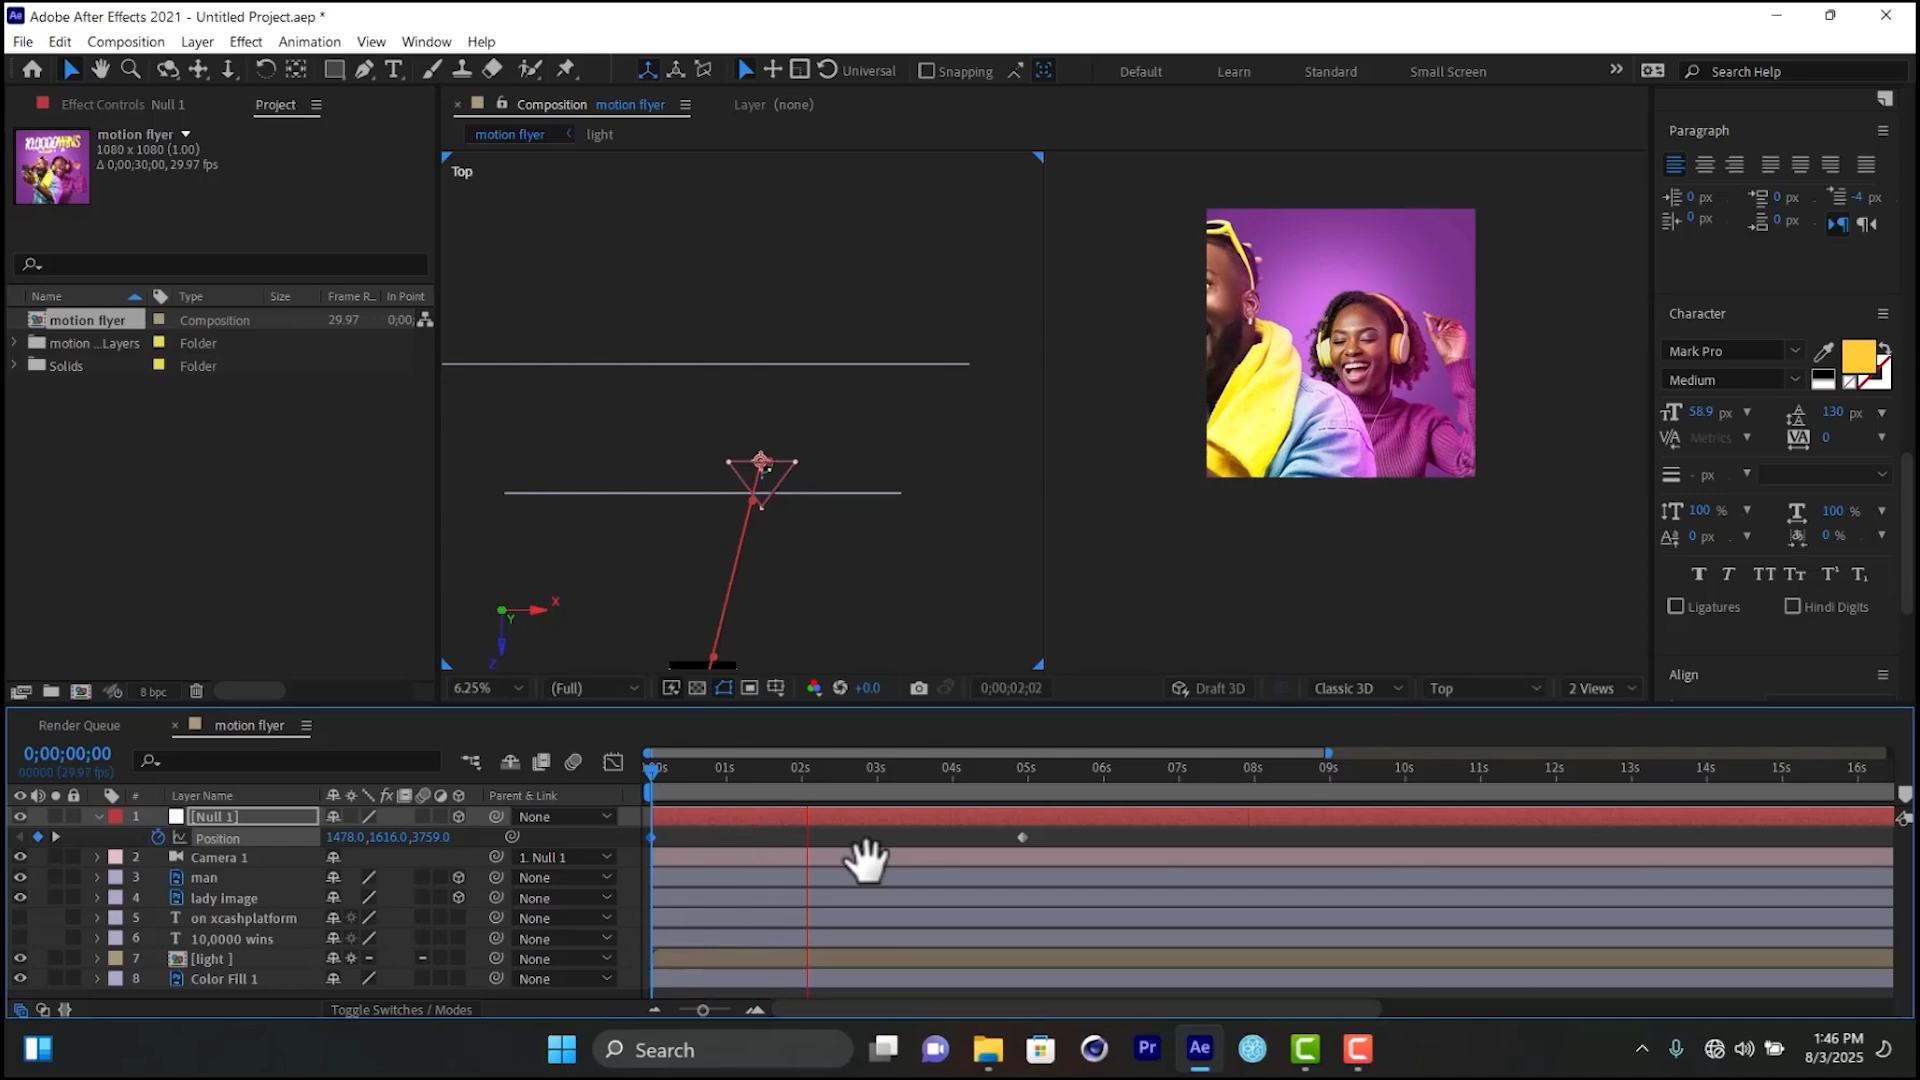 Adobe After Effects 2021 - Untitled Project.aep *
File Edit Composition Layer Effect Animation View Window Help
Universal Snapping Default Learn Standard Small Screen Search Help
Effect Controls Null 1 Project
Composition motion flyer Layer (none)
motion flyer light
motion flyer
1080 x 1080 (1.00)
Δ 0;00;30;00, 29.97 fps
Name Type Size Frame R... In Point
motion flyer Composition 29.97 0;00;
motion ...Layers Folder
Solids Folder
8 bpc
Top
X
Y
Z
6.25% (Full) +0.0 0;00;02;02 Draft 3D Classic 3D Top 2 Views
Paragraph
0 px 0 px -4 px
0 px 0 px
Character
Mark Pro
Medium
58.9 px 130 px
Metrics 0
- px
100 % 100 %
0 px 0 %
T T TT Tт T¹ T₁
Ligatures Hindi Digits
Align
Render Queue motion flyer
0;00;00;00
00000 (29.97 fps)
01s 02s 03s 04s 05s 06s 07s 08s 09s 10s 11s 12s 13s 14s 15s 16s
# Layer Name Parent & Link
1 [Null 1] None
Position 1478.0,1616.0,3759.0
2 Camera 1 1. Null 1
3 man None
4 lady image None
5 T on xcashplatform None
6 T 10,0000 wins None
7 [light ] None
8 Color Fill 1 None
Toggle Switches / Modes
Search Pr Ae
1:46 PM
8/3/2025